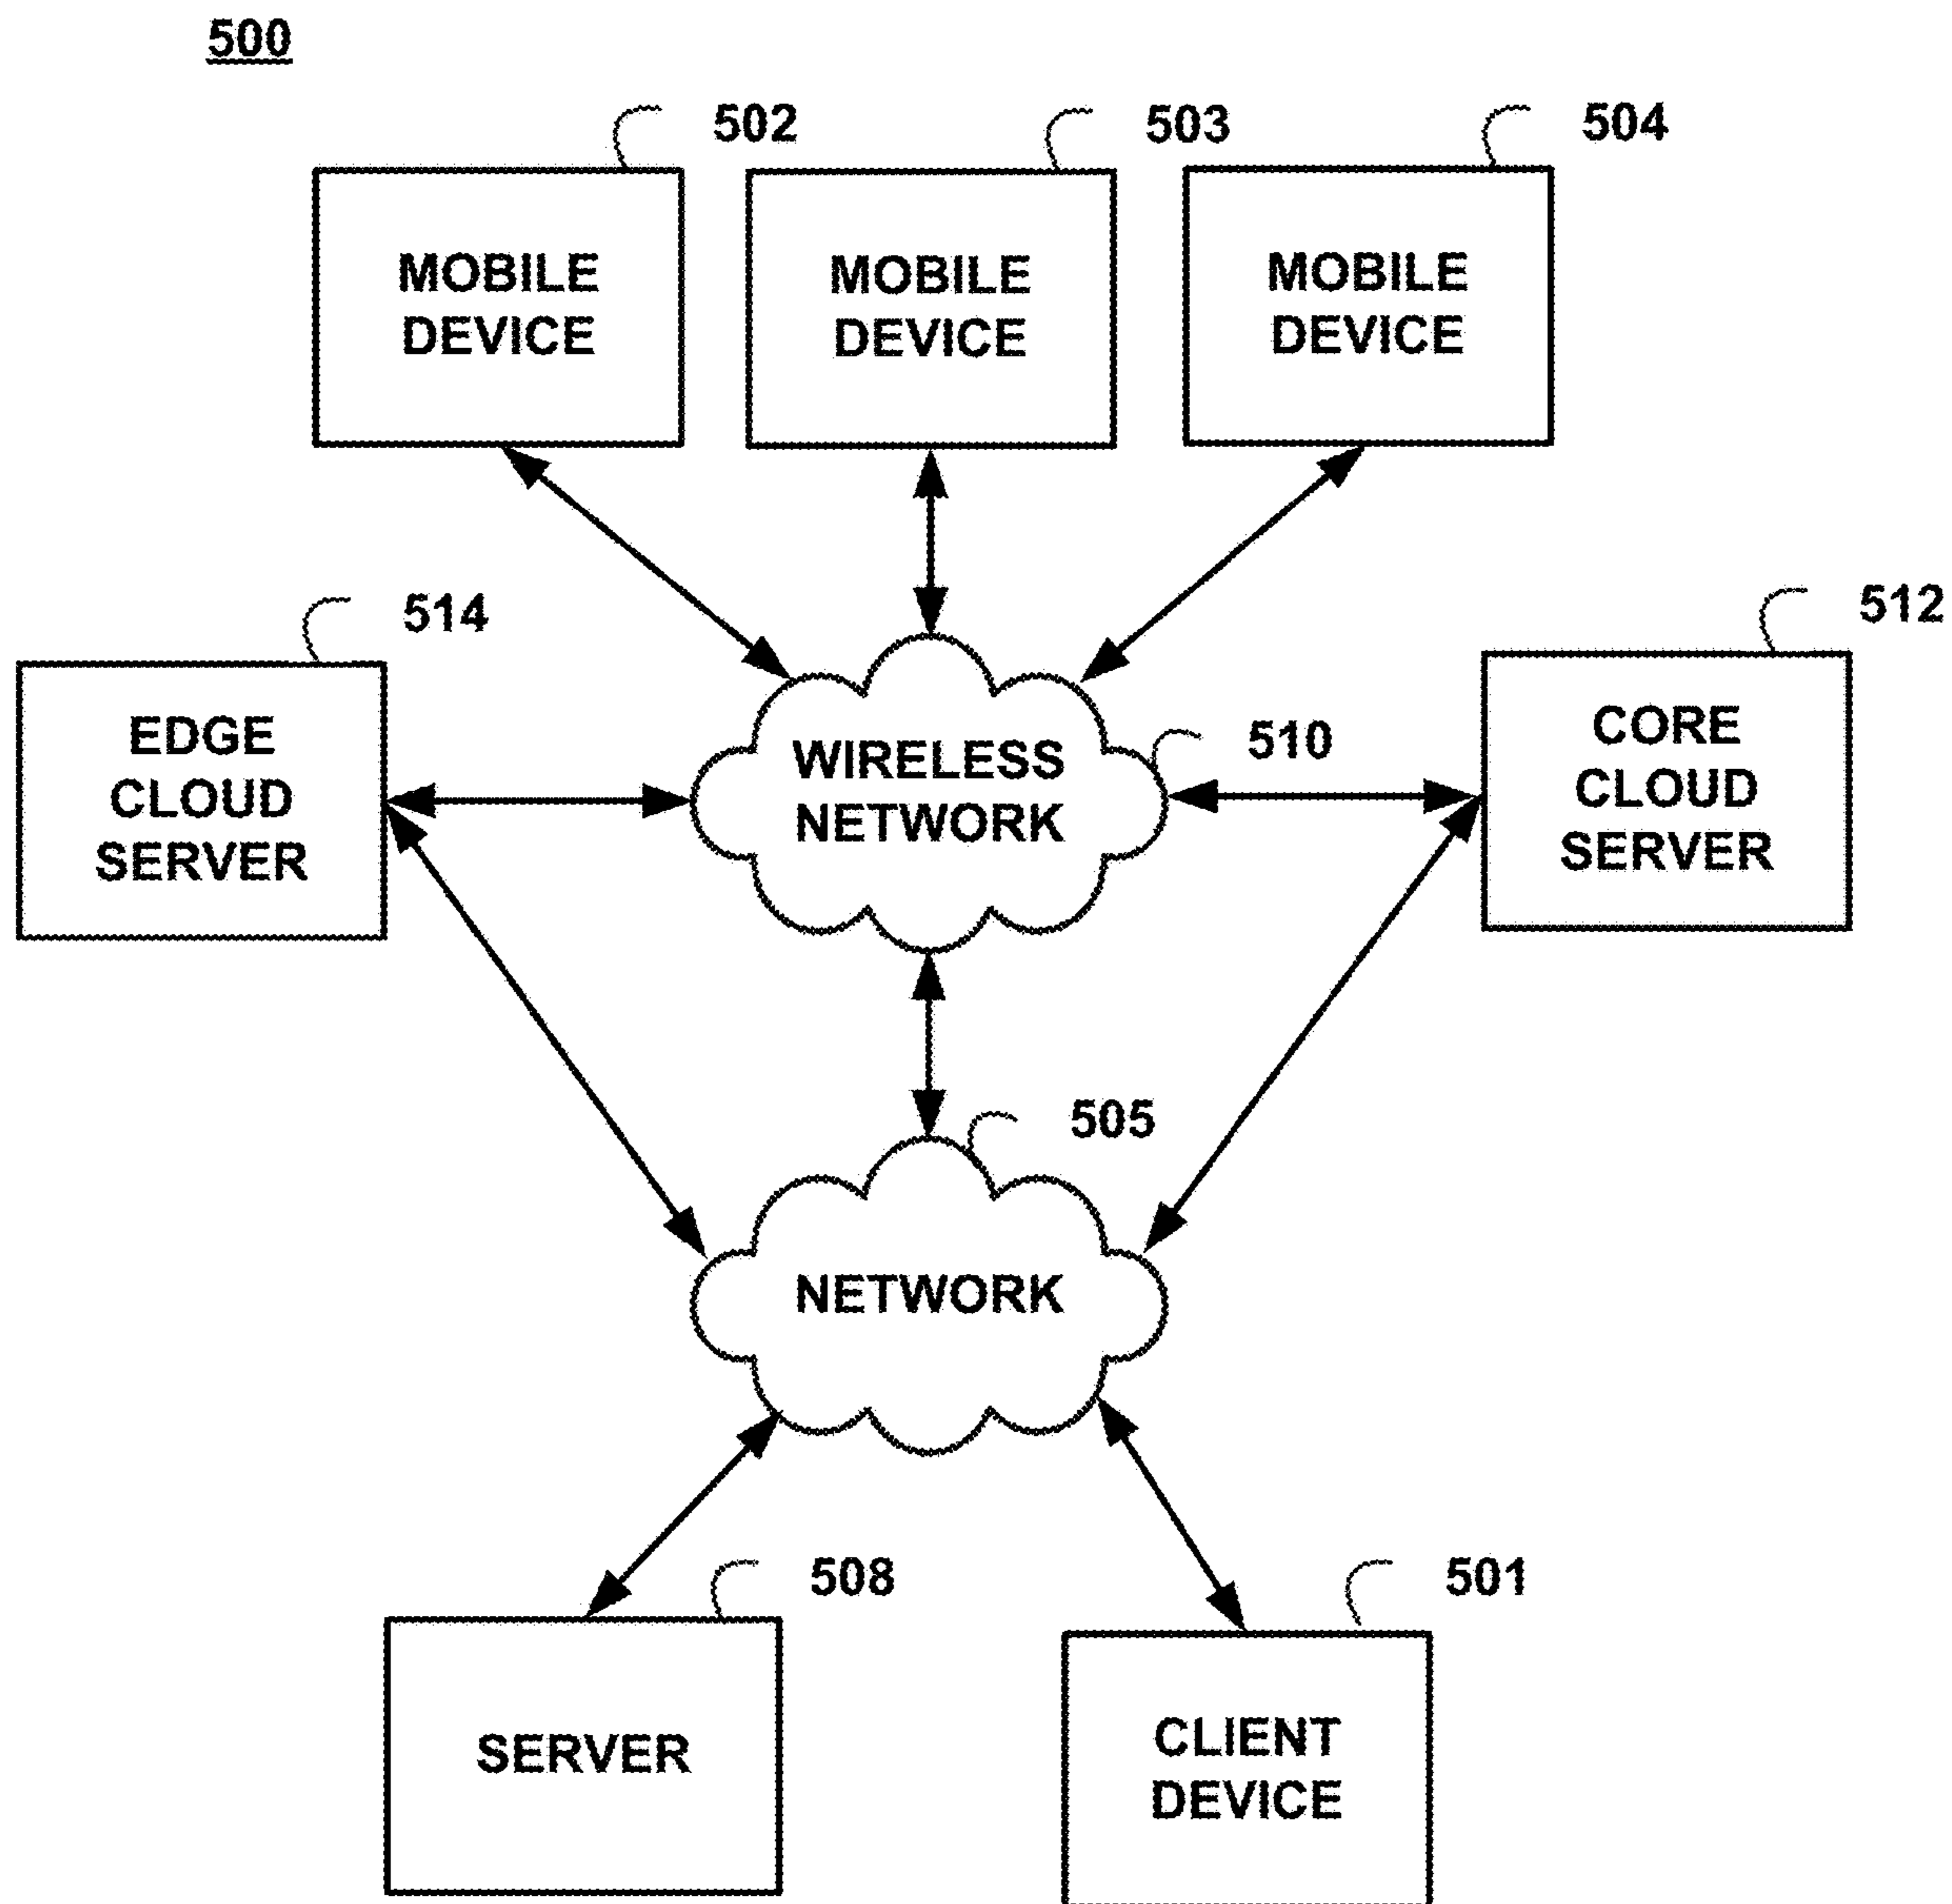 500
502
503
504
MOBILE
DEVICE
MOBILE
DEVICE
MOBILE
DEVICE
514
512
EDGE
CLOUD
SERVER
WIRELESS
NETWORK
510
CORE
CLOUD
SERVER
505
NETWORK
508
501
SERVER
CLIENT
DEVICE